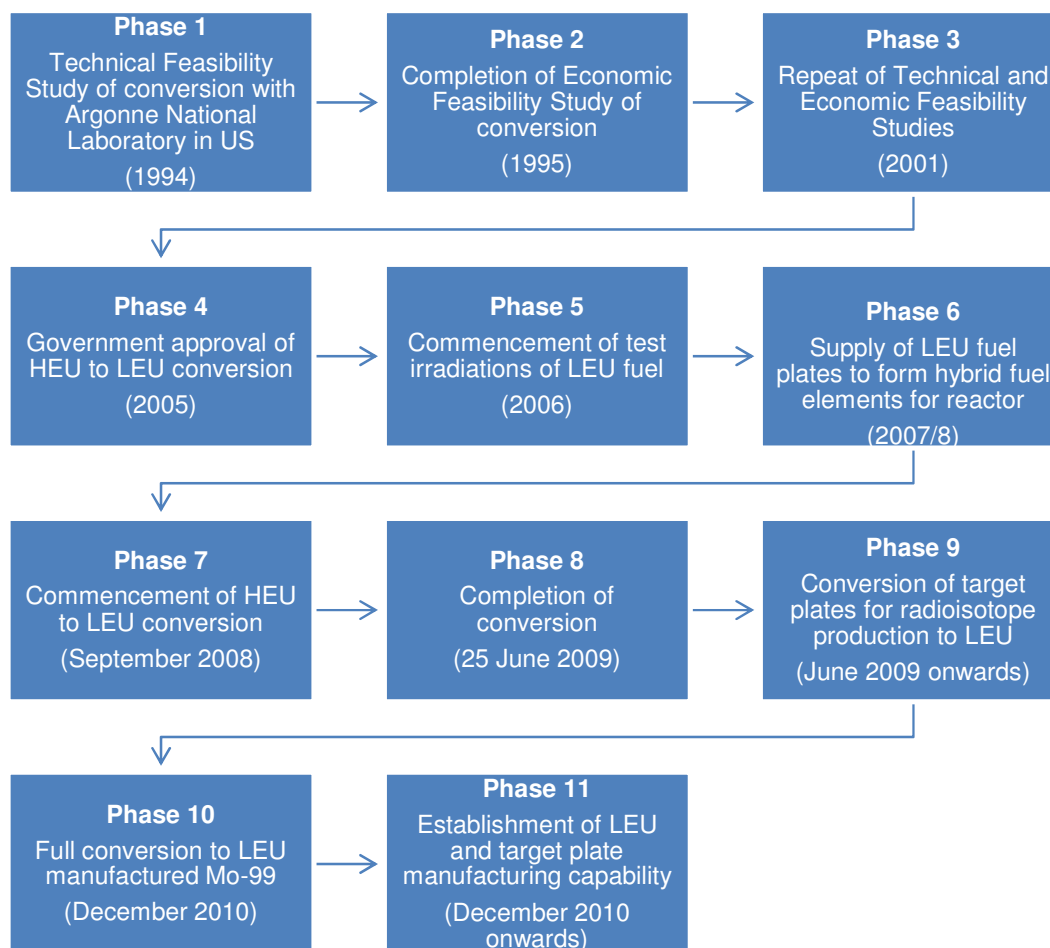 Phase 1
Technical Feasibility
Study of conversion with
Argonne National
Laboratory in US
(1994)
Phase 2
Completion of Economic
Feasibility Study of
conversion
(1995)
Phase 3
Repeat of Technical and
Economic Feasibility
Studies
(2001)
Phase 4
Government approval of
HEU to LEU conversion
(2005)
Phase 5
Commencement of test
irradiations of LEU fuel
(2006)
Phase 6
Supply of LEU fuel
plates to form hybrid fuel
elements for reactor
(2007/8)
Phase 7
Commencement of HEU
to LEU conversion
(September 2008)
Phase 8
Completion of
conversion
(25 June 2009)
Phase 9
Conversion of target
plates for radioisotope
production to LEU
(June 2009 onwards)
Phase 10
Full conversion to LEU
manufactured Mo-99
(December 2010)
Phase 11
Establishment of LEU
and target plate
manufacturing capability
(December 2010
onwards)